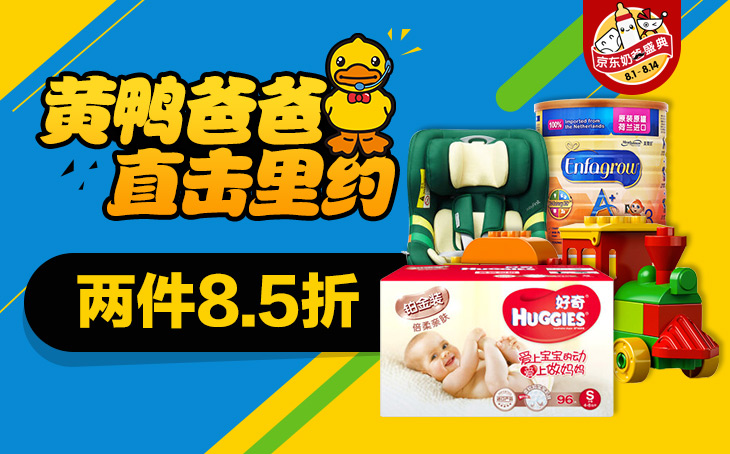 黄鸭爸爸
直击里约
两件8.5折
京东奶爸盛典
8.1-8.14
100%
Imported from
the Netherlands
原装原罐
荷兰进口
Enfagrow
A+
3
铂金装
倍柔亲肤
好奇
HUGGIES
爱上宝宝的动
爱上做妈妈
96
S